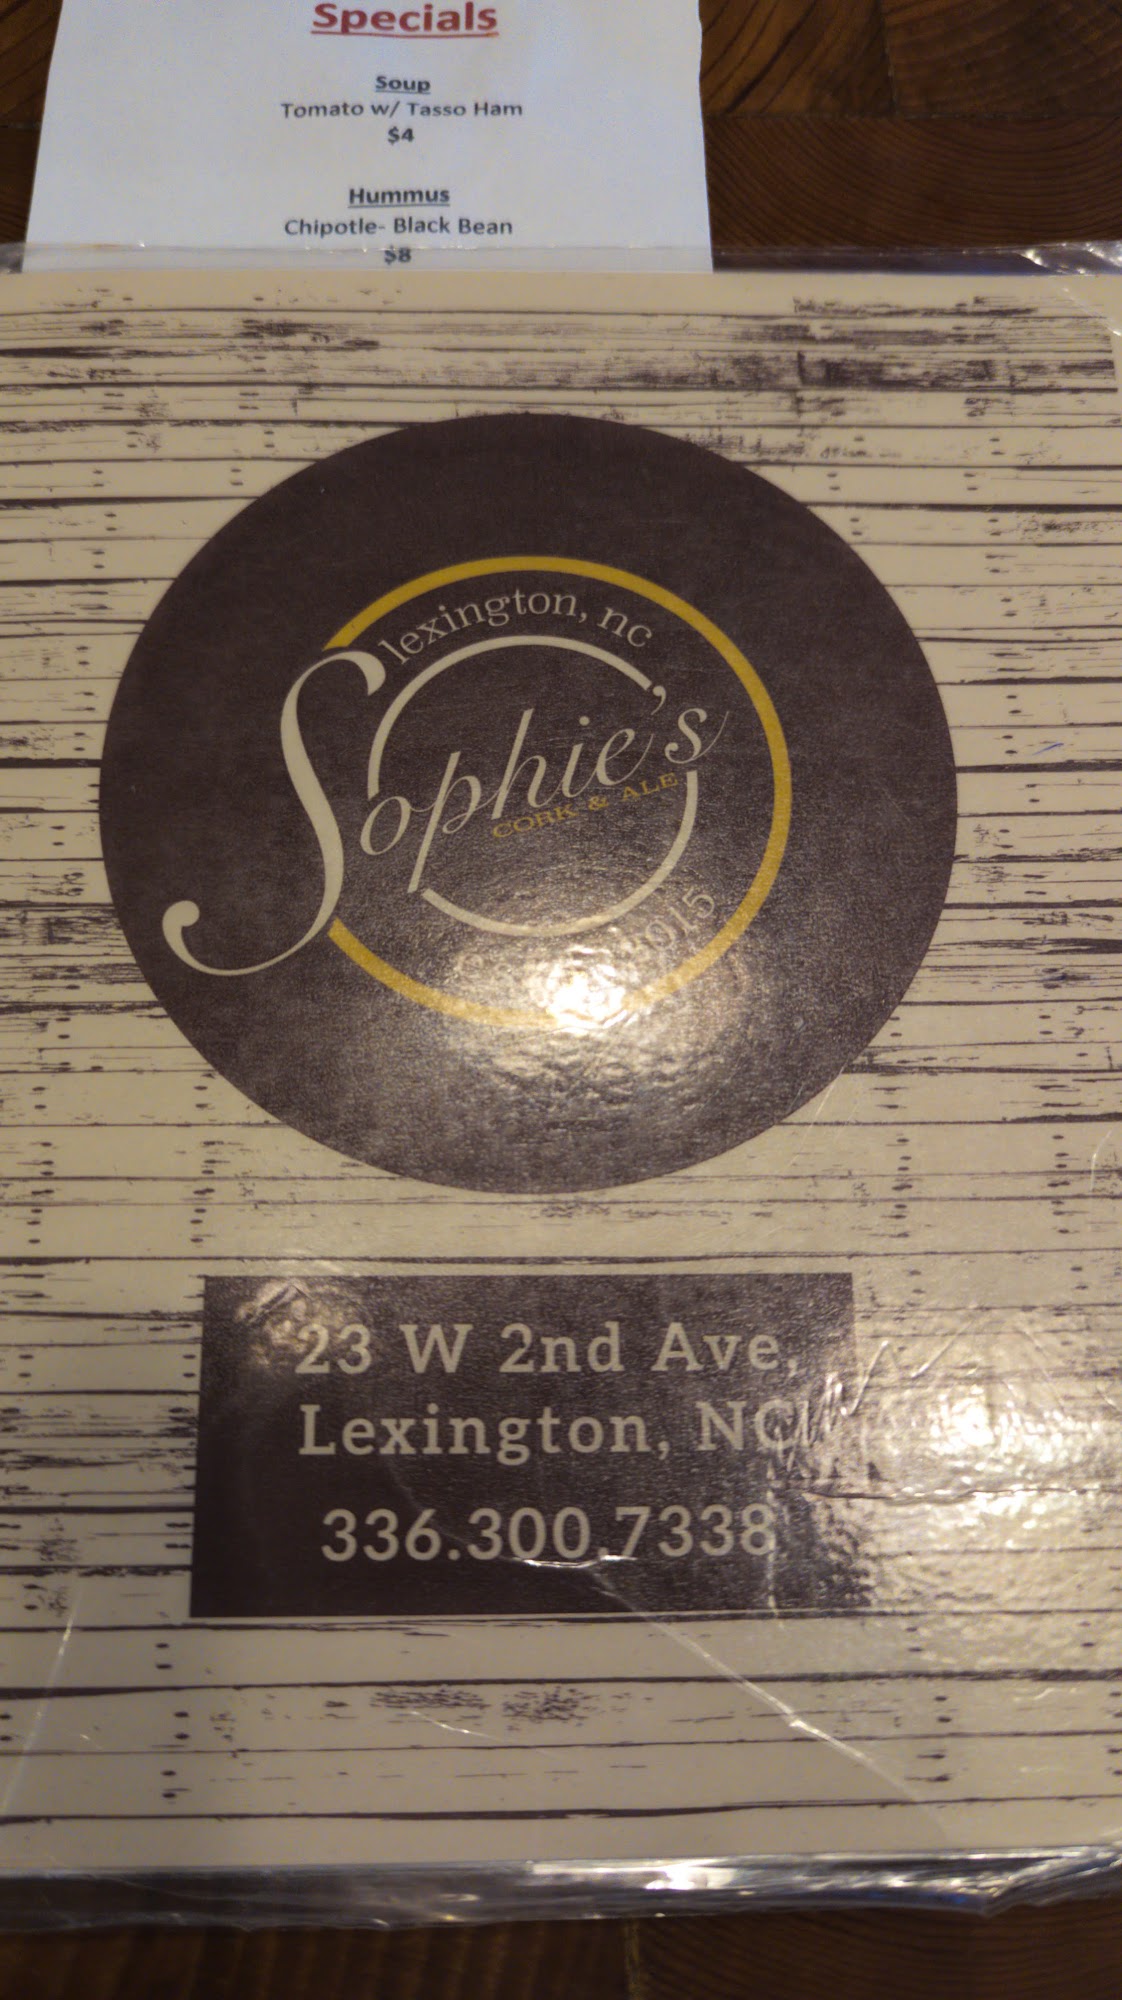 Specials
Soup
Tomato w/ Tasso Ham
$4
Hummus
Chipotle- Black Bean
$8
lexington, nc
Sophie's
CORK & ALE
2015
23 W 2nd Ave,
Lexington, NC
336.300.7338